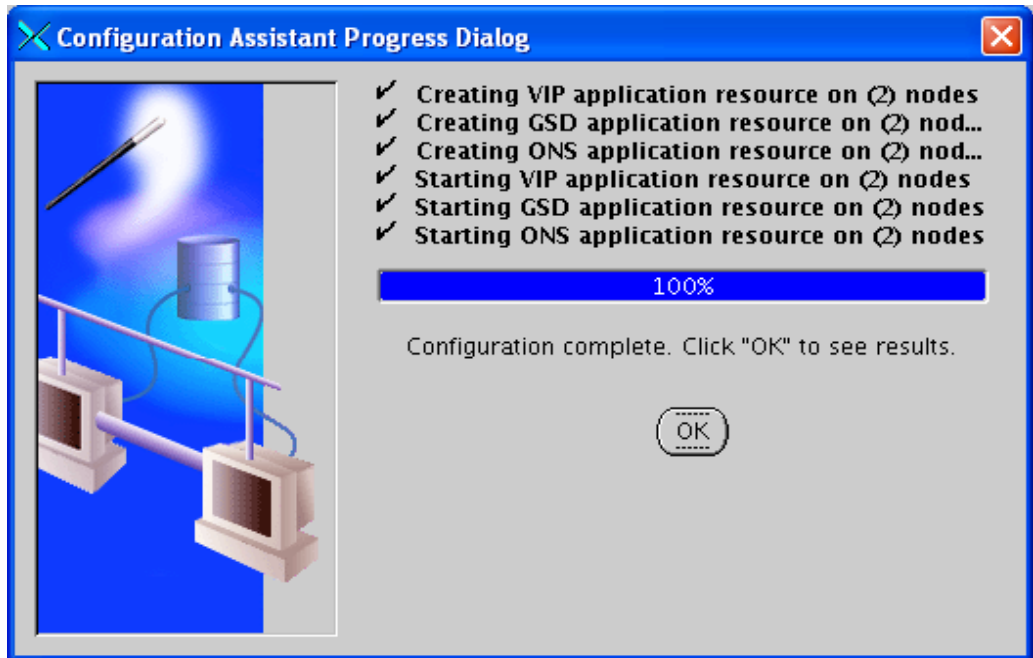 Configuration Assistant Progress Dialog
✔ Creating VIP application resource on (2) nodes
✔ Creating GSD application resource on (2) nod...
✔ Creating ONS application resource on (2) nod...
✔ Starting VIP application resource on (2) nodes
✔ Starting GSD application resource on (2) nodes
✔ Starting ONS application resource on (2) nodes
100%
Configuration complete. Click "OK" to see results.
OK